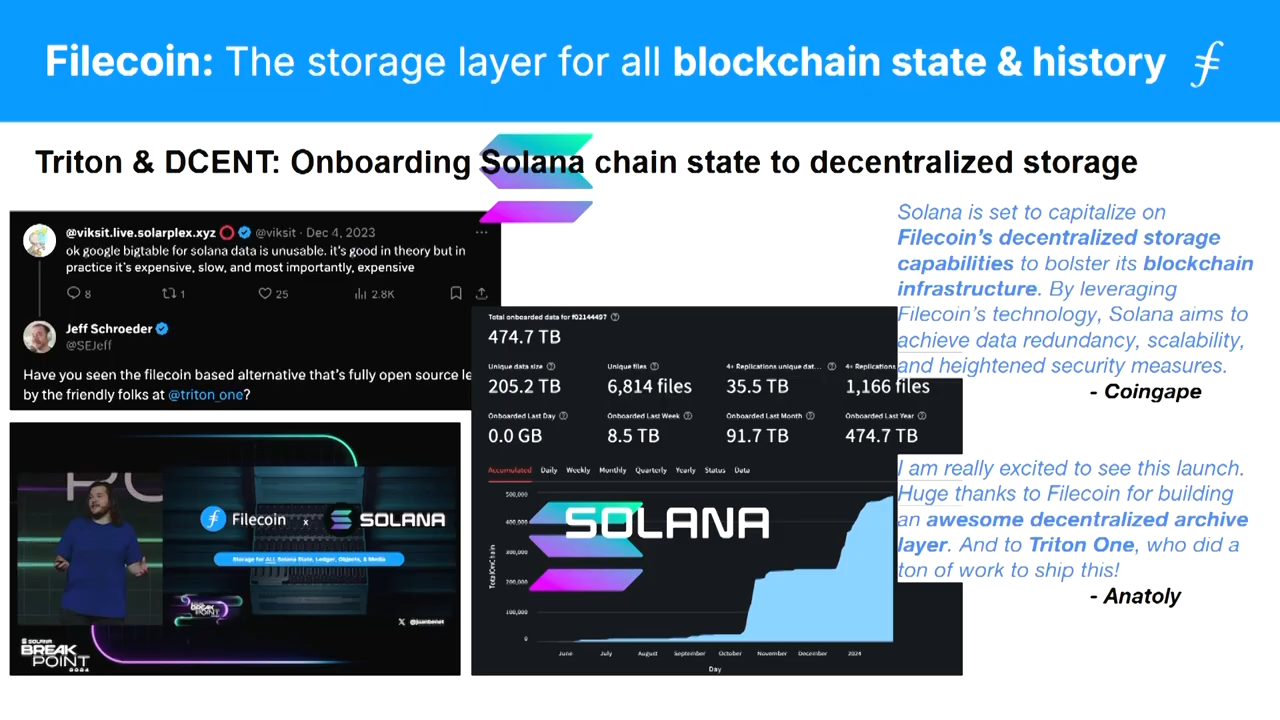 Filecoin: The storage layer for all blockchain state & history
Triton & DCENT: Onboarding Solana chain state to decentralized storage
@viksit.live.solarplex.xyz @viksit · Dec 4, 2023
ok google bigtable for solana data is unusable. it's good in theory but in
practice it's expensive, slow, and most importantly, expensive
8 1 25 2.8K
Jeff Schroeder
@SEJeff
Have you seen the filecoin based alternative that's fully open source le
by the friendly folks at @triton_one?
Filecoin x SOLANA
Storage for ALL Solana State, Ledger, Objects, & Media
BREAK
POINT
X @juanbenet
SOLANA
BREAK
POINT
2024
Total onboarded data for f02144497
474.7 TB
Unique data size Unique files 4+ Replications unique dat... 4+ Replications
205.2 TB 6,814 files 35.5 TB 1,166 files
Onboarded Last Day Onboarded Last Week Onboarded Last Month Onboarded Last Year
0.0 GB 8.5 TB 91.7 TB 474.7 TB
Accumulated Daily Weekly Monthly Quarterly Yearly Status Data
500,000
400,000
300,000
200,000
100,000
0
TotalOnChain
SOLANA
June July August September October November December 2024
Day
Solana is set to capitalize on
Filecoin's decentralized storage
capabilities to bolster its blockchain
infrastructure. By leveraging
Filecoin's technology, Solana aims to
achieve data redundancy, scalability,
and heightened security measures.
- Coingape
I am really excited to see this launch.
Huge thanks to Filecoin for building
an awesome decentralized archive
layer. And to Triton One, who did a
ton of work to ship this!
- Anatoly